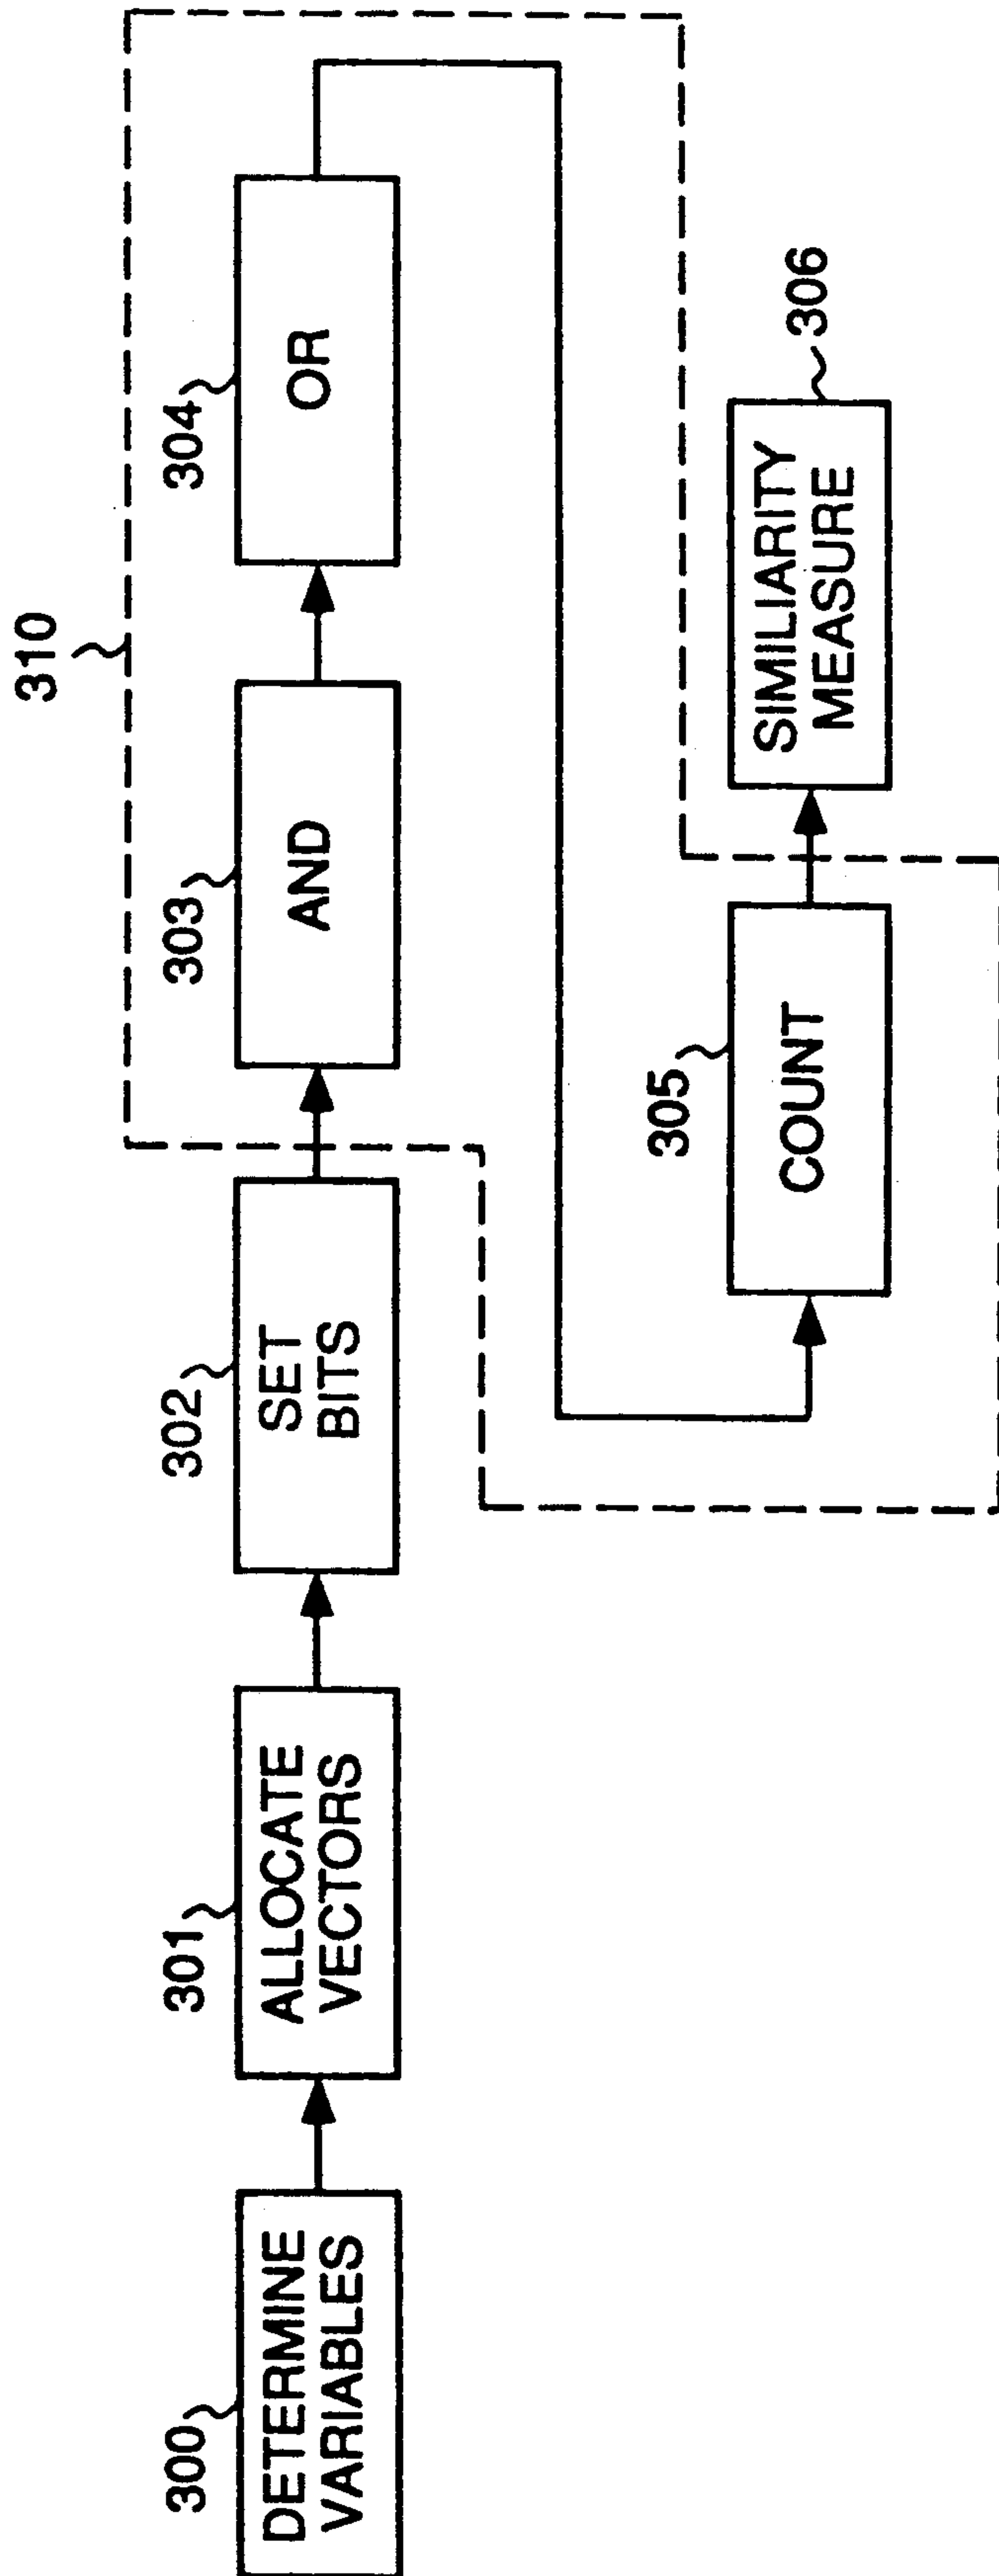 310
300
DETERMINE
VARIABLES
301
ALLOCATE
VECTORS
302
SET
BITS
303
AND
304
OR
305
COUNT
306
SIMILIARITY
MEASURE